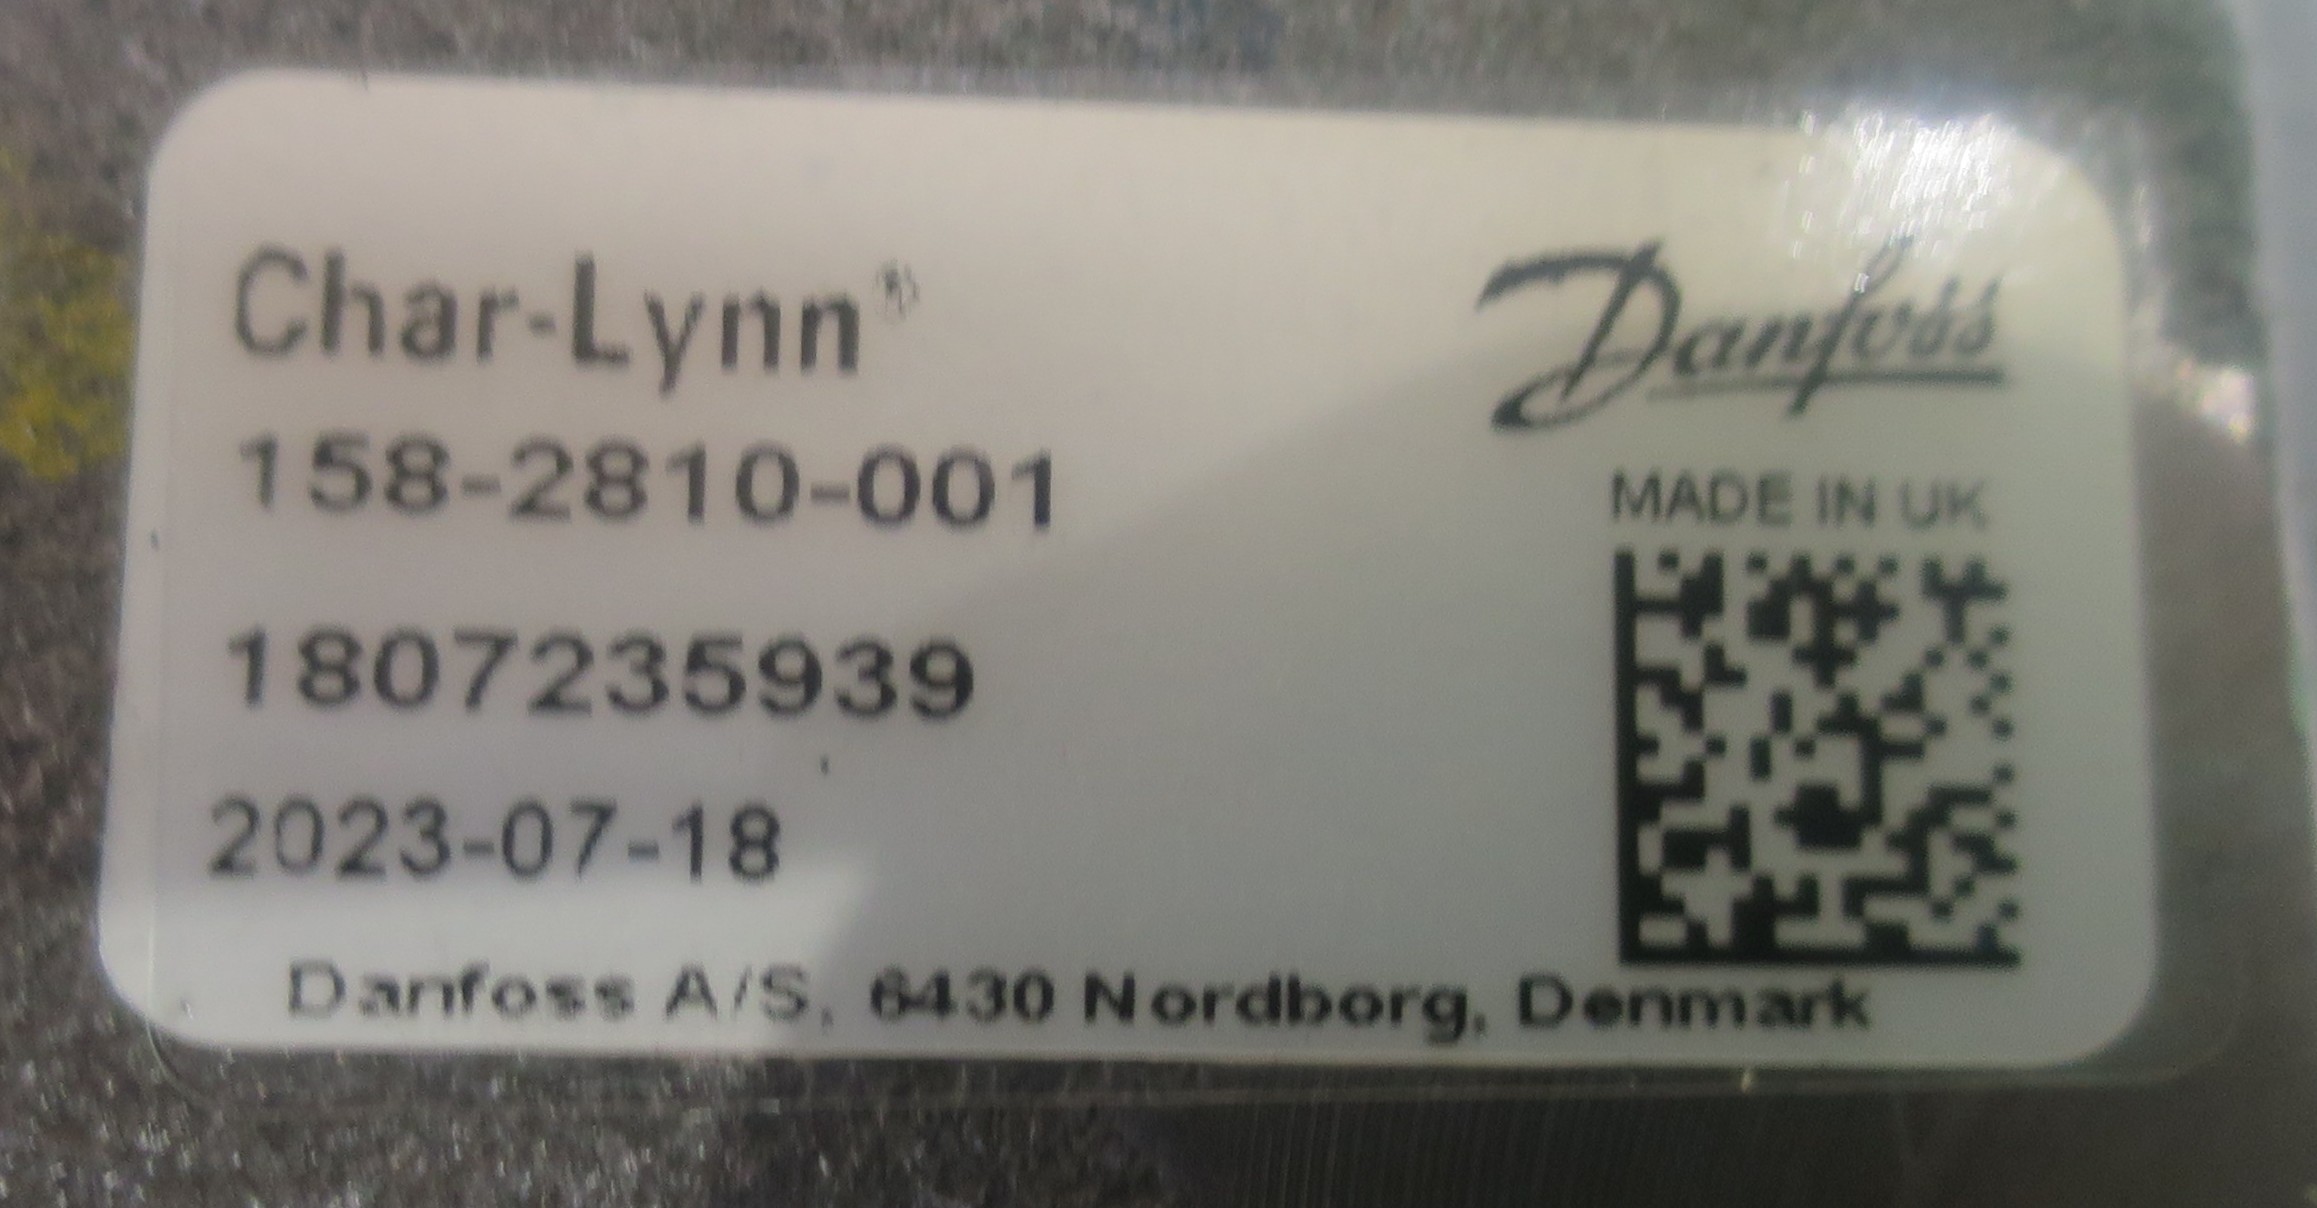 Char-Lynn®
Danfoss
158-2810-001
MADE IN UK
1807235939
2023-07-18
Danfoss A/S, 6430 Nordborg, Denmark